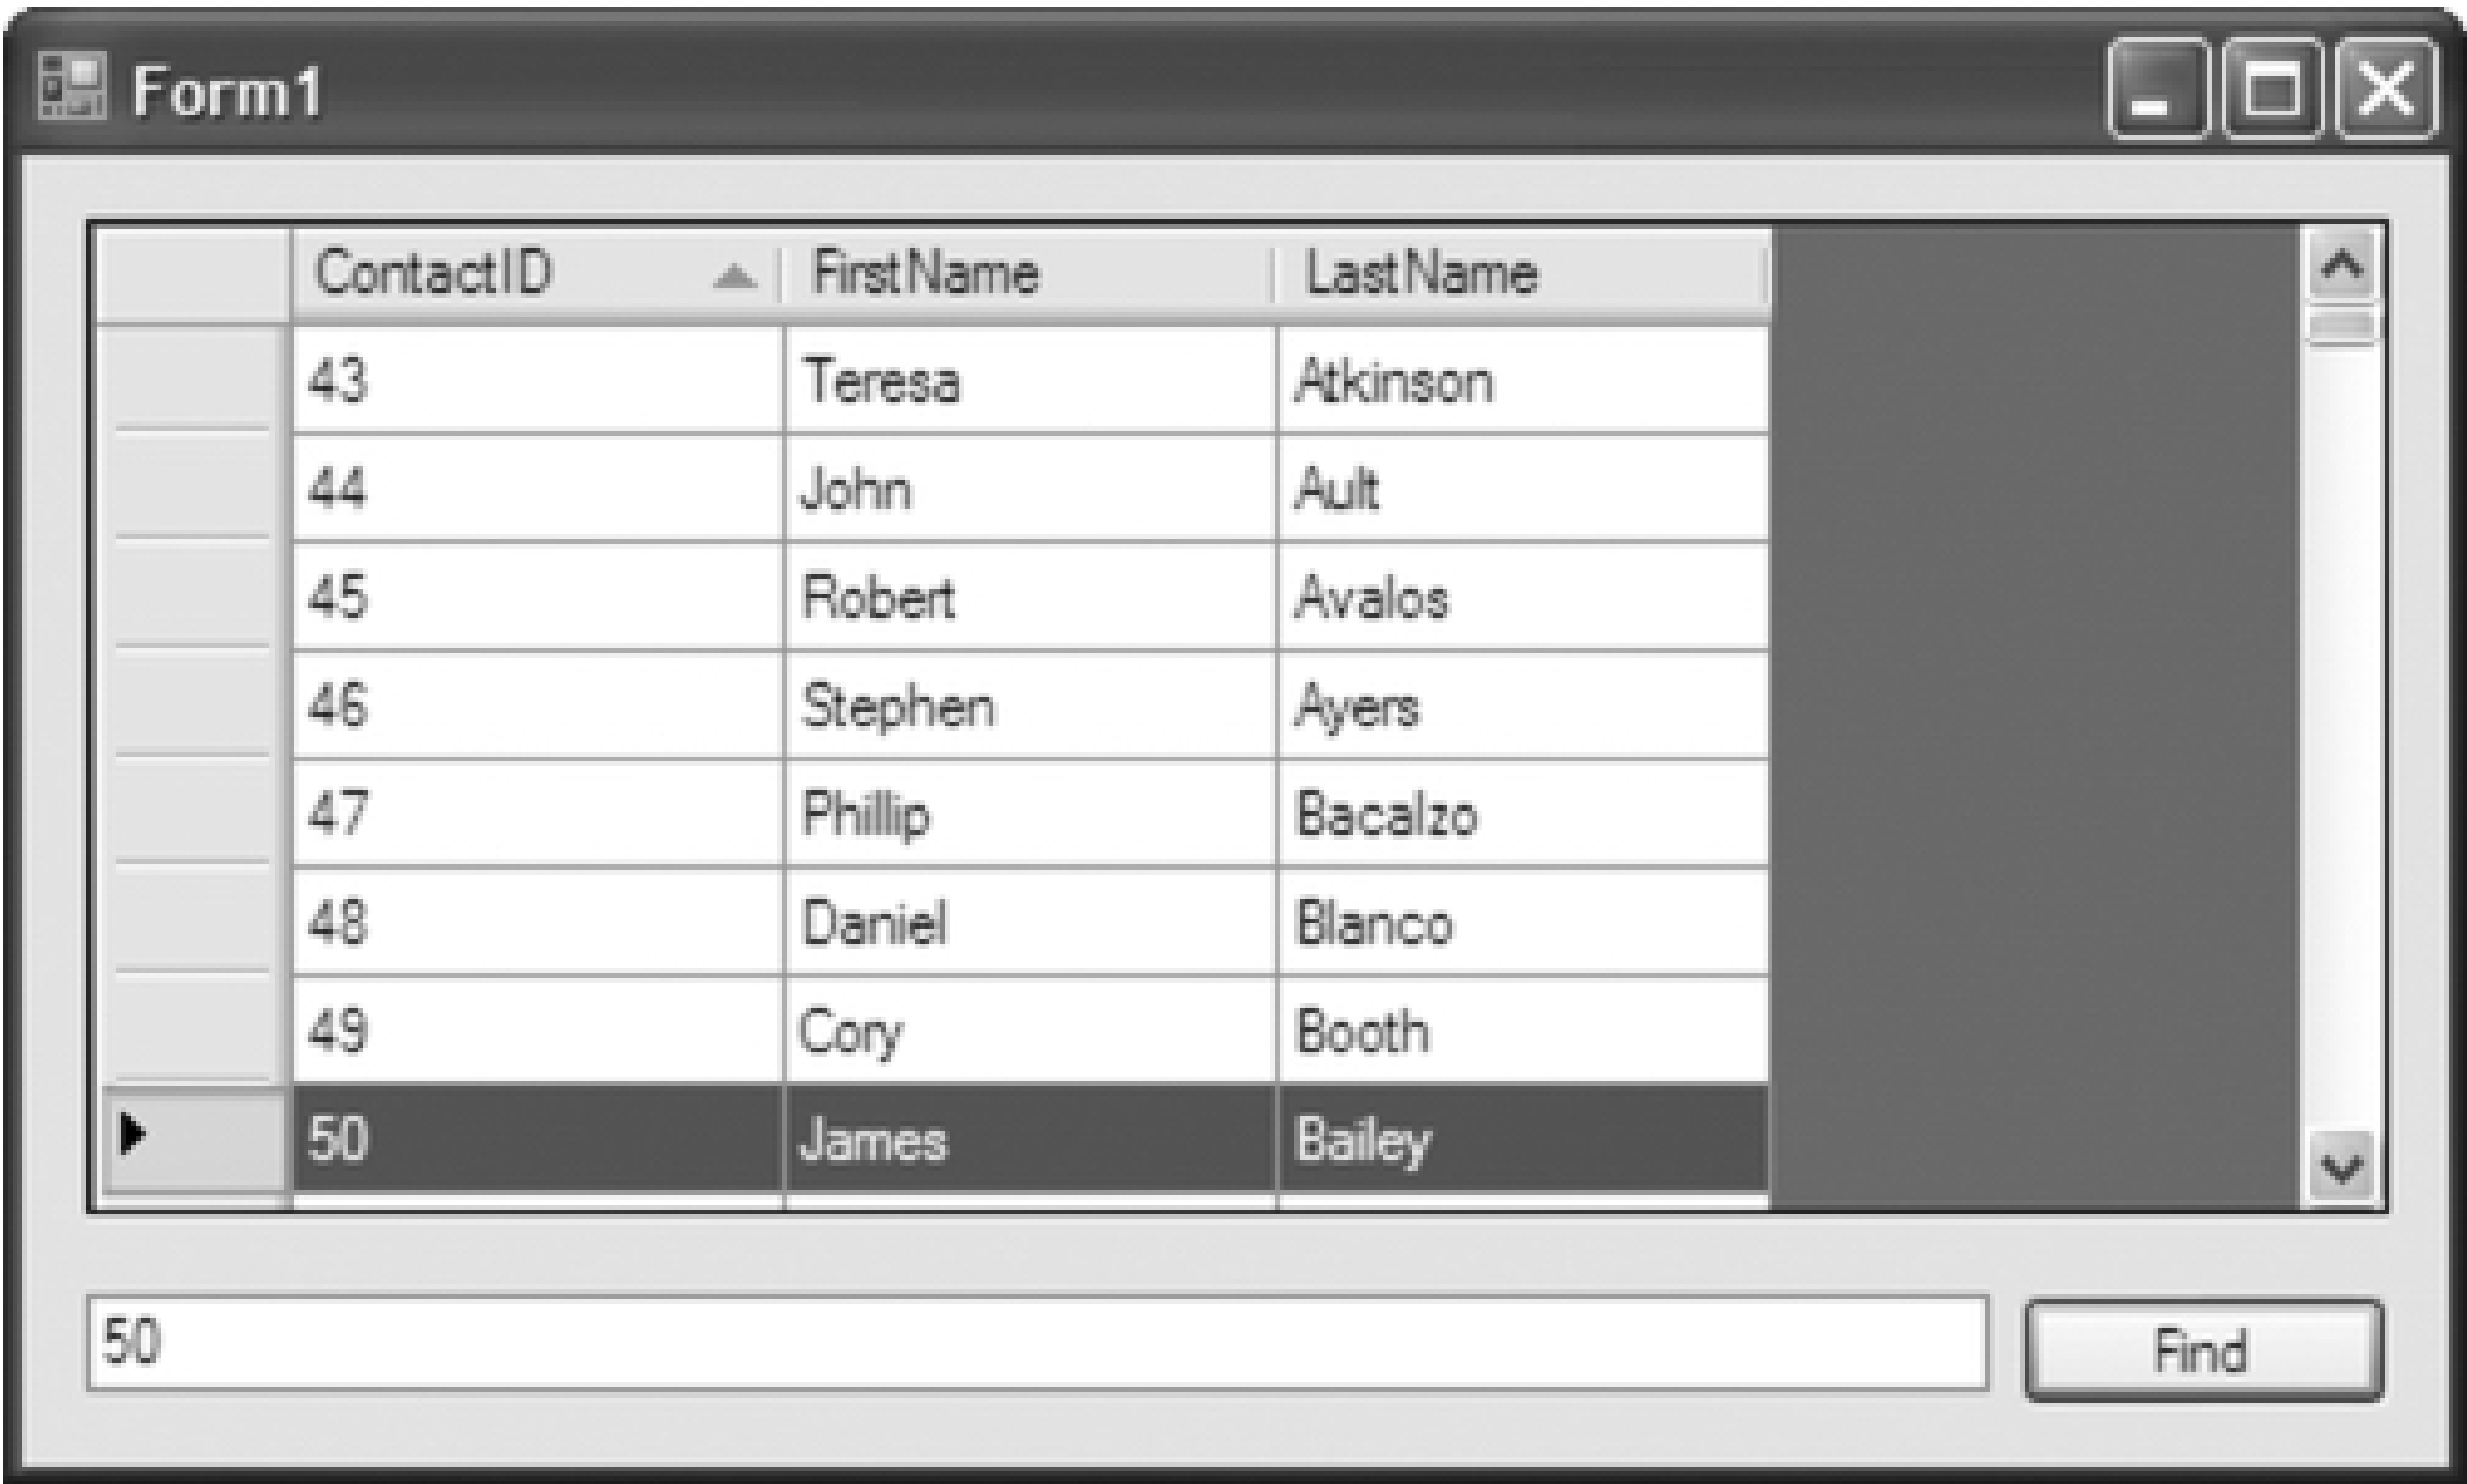 Form1
ContactID FirstName LastName
43 Teresa Atkinson
44 John Ault
45 Robert Avalos
46 Stephen Ayers
47 Phillip Bacalzo
48 Daniel Blanco
49 Cory Booth
50 James Bailey
50 Find